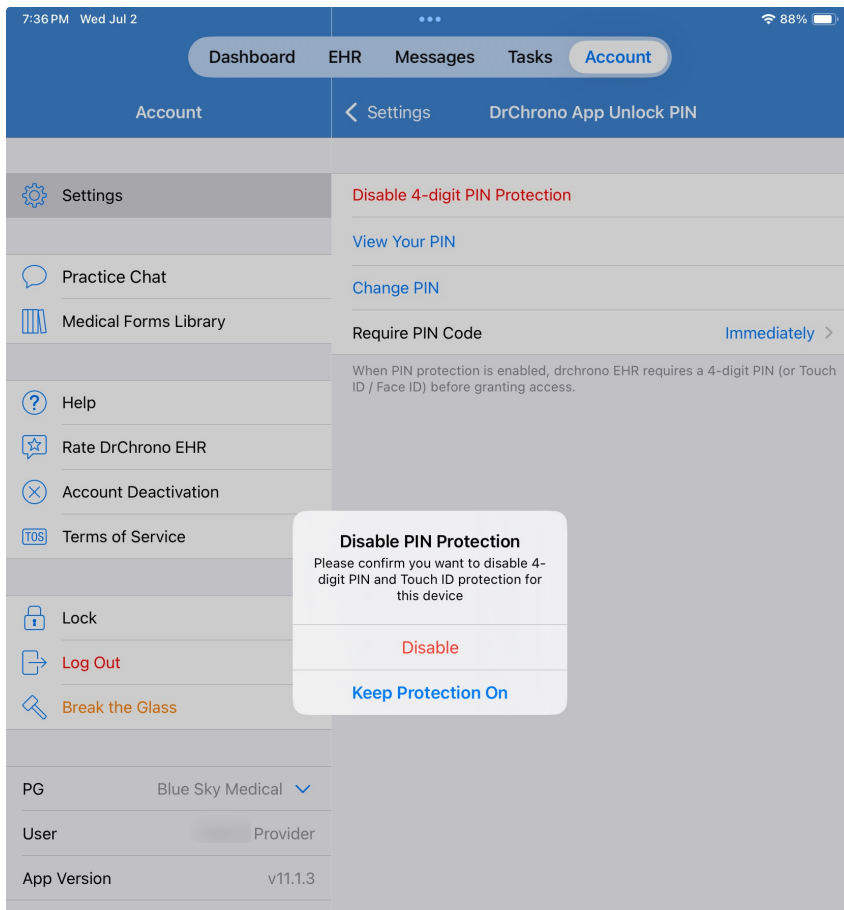 7:36 PM Wed Jul 2
88%
Dashboard EHR Messages Tasks Account
Account
Settings
DrChrono App Unlock PIN
Settings
Practice Chat
Medical Forms Library
Help
Rate DrChrono EHR
Account Deactivation
TOS Terms of Service
Lock
Log Out
Break the Glass
PG Blue Sky Medical
User Provider
App Version v11.1.3
Disable 4-digit PIN Protection
View Your PIN
Change PIN
Require PIN Code Immediately
When PIN protection is enabled, drchrono EHR requires a 4-digit PIN (or Touch
ID / Face ID) before granting access.
Disable PIN Protection
Please confirm you want to disable 4-
digit PIN and Touch ID protection for
this device
Disable
Keep Protection On